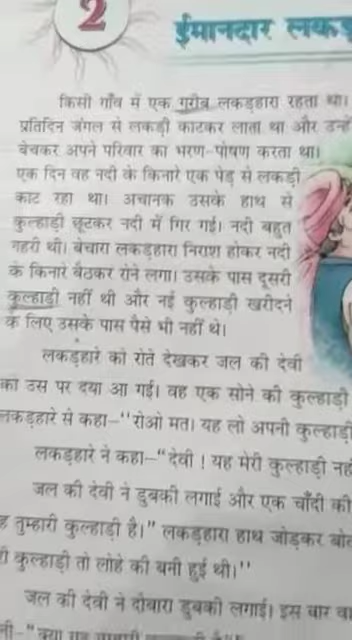 2
ईमानदार
किसी गाँव में एक गरीब लकड़हारा रहता था।
प्रतिदिन जंगल से लकड़ी काटकर लाता था और उन्हें
बेचकर अपने परिवार का भरण-पोषण करता था।
एक दिन वह नदी के किनारे एक पेड़ से लकड़ी
काट रहा था। अचानक उसके हाथ से
कुल्हाड़ी छूटकर नदी में गिर गई। नदी बहुत
गहरी थी। बेचारा लकड़हारा निराश होकर नदी
के किनारे बैठकर रोने लगा। उसके पास दूसरी
कुल्हाड़ी नहीं थी और नई कुल्हाड़ी खरीदने
के लिए उसके पास पैसे भी नहीं थे।
लकड़हारे को रोते देखकर जल की देवी
को उस पर दया आ गई। वह एक सोने की कुल्हाड़ी
लकड़हारे से कहा-"रोओ मत। यह लो अपनी कुल्हाड़ी
लकड़हारे ने कहा-"देवी ! यह मेरी कुल्हाड़ी
जल की देवी ने डुबकी लगाई और एक चाँदी की
तुम्हारी कुल्हाड़ी है।" लकड़हारा हाथ जोड़कर
कुल्हाड़ी तो लोहे की बनी हुई थी।"
जल की देवी ने दोबारा डुबकी लगाई। इस बार